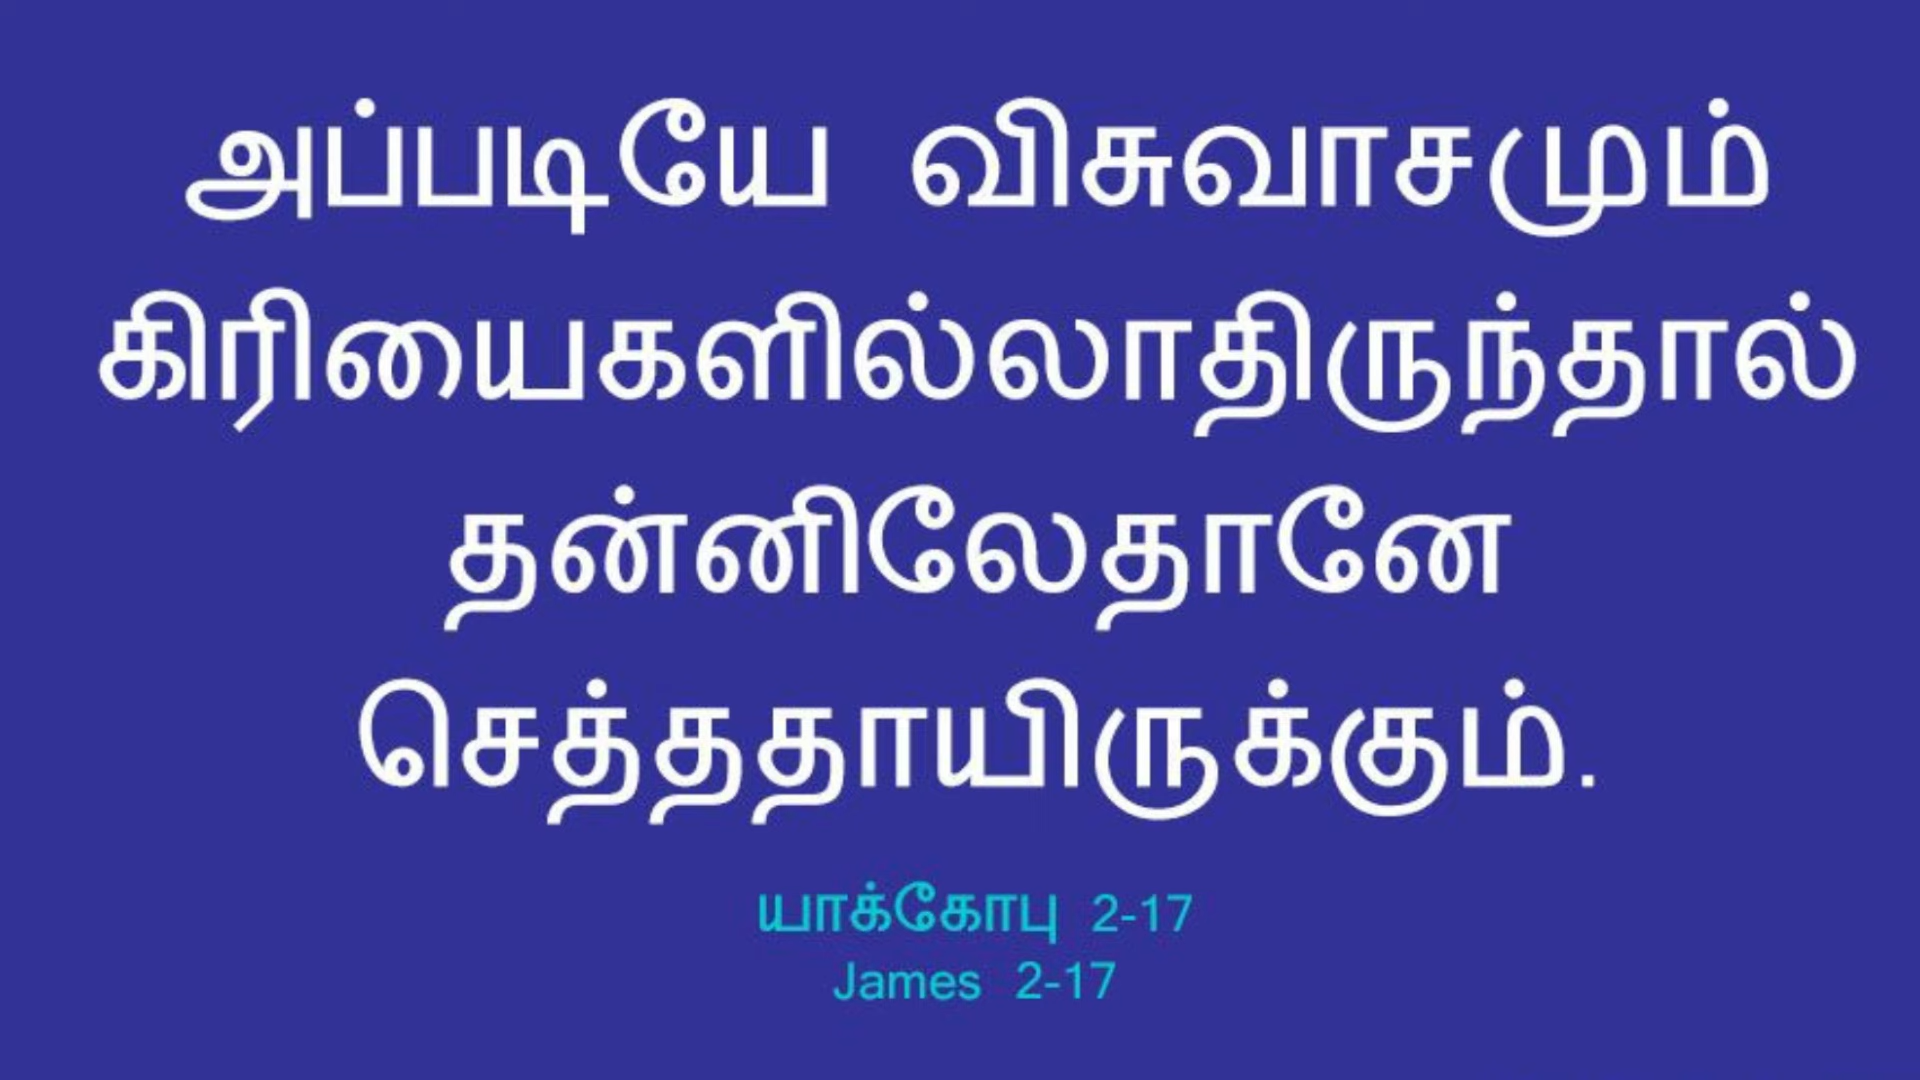 அப்படியே விசுவாசமும்
கிரியைகளில்லாதிருந்தால்
தன்னிலேதானே
செத்ததாயிருக்கும்.
யாக்கோபு 2-17
James 2-17